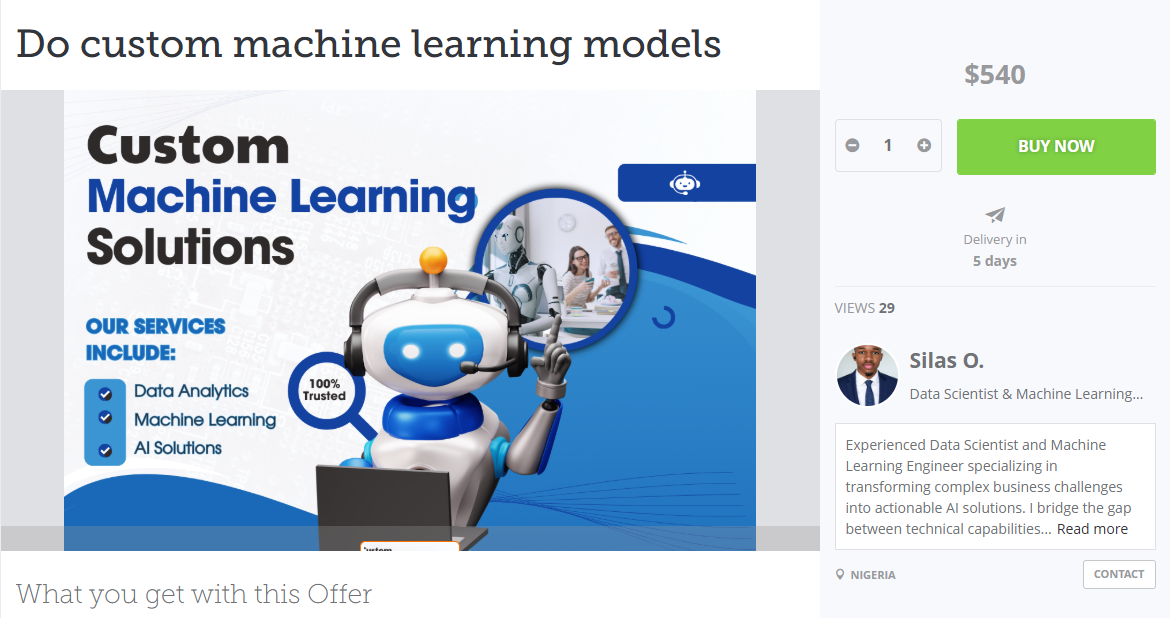 Do custom machine learning models
Custom
Machine Learning
Solutions
OUR SERVICES
INCLUDE:
Data Analytics
Machine Learning
AI Solutions
100%
Trusted
What you get with this Offer
$540
1
BUY NOW
Delivery in
5 days
VIEWS 29
Silas O.
Data Scientist & Machine Learning...
Experienced Data Scientist and Machine
Learning Engineer specializing in
transforming complex business challenges
into actionable AI solutions. I bridge the gap
between technical capabilities... Read more
NIGERIA
CONTACT